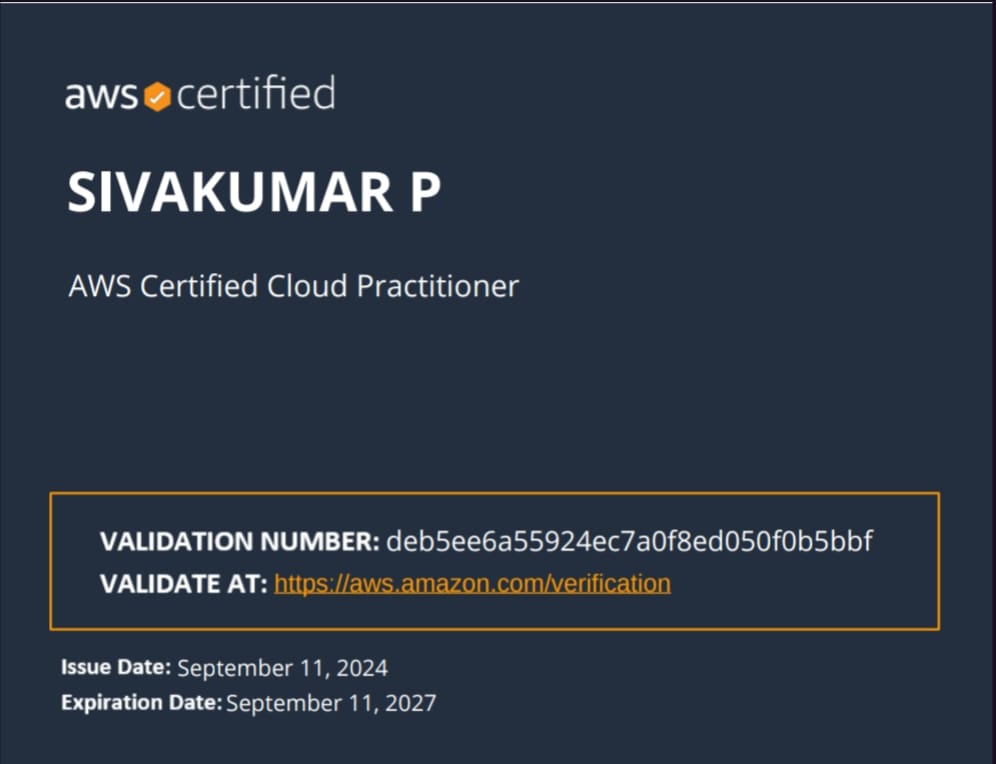 aws certified
SIVAKUMAR P
AWS Certified Cloud Practitioner
VALIDATION NUMBER: deb5ee6a55924ec7a0f8ed050f0b5bbf
VALIDATE AT: https://aws.amazon.com/verification
Issue Date: September 11, 2024
Expiration Date: September 11, 2027